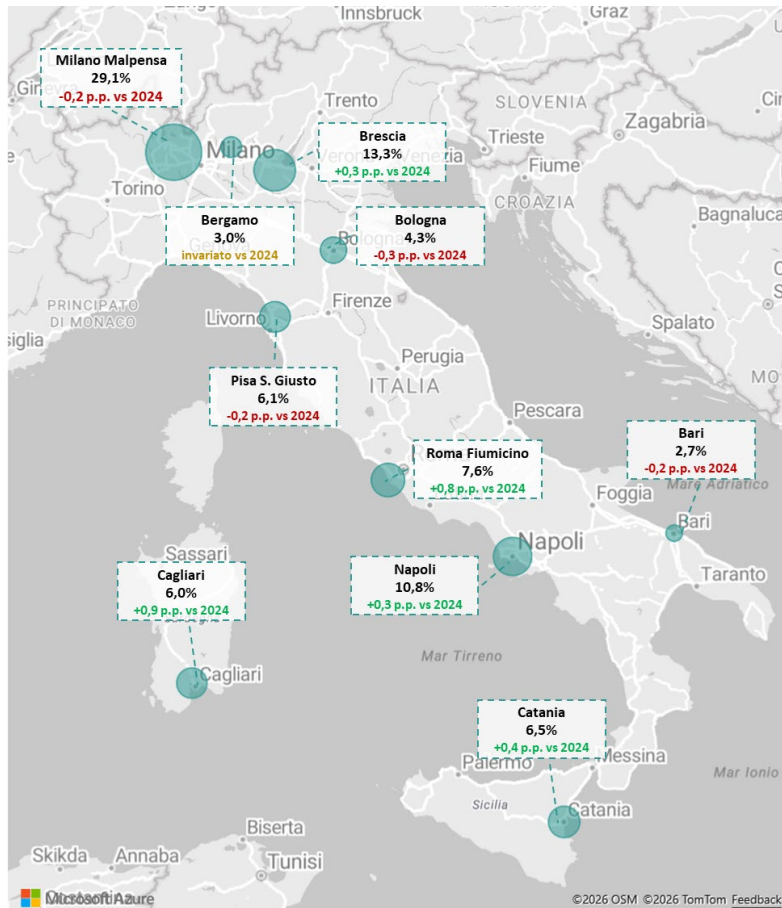 Innsbruck
Graz
Milano Malpensa
29,1%
-0,2 p.p. vs 2024
Ginevra
Trento
SLOVENIA
Zagabria
Trieste
Fiume
CROAZIA
Milano
Brescia
13,3%
+0,3 p.p. vs 2024
Torino
Bergamo
3,0%
invariato vs 2024
Bologna
4,3%
-0,3 p.p. vs 2024
Bologna
Bagnaluca
PRINCIPATO
DI MONACO
Livorno
Firenze
Spalato
Perugia
ITALIA
Pisa S. Giusto
6,1%
-0,2 p.p. vs 2024
Pescara
Bari
2,7%
-0,2 p.p. vs 2024
Mare Adriatico
Roma Fiumicino
7,6%
+0,8 p.p. vs 2024
Foggia
Bari
Sassari
Napoli
Taranto
Cagliari
6,0%
+0,9 p.p. vs 2024
Napoli
10,8%
+0,3 p.p. vs 2024
Mar Tirreno
Cagliari
Catania
6,5%
+0,4 p.p. vs 2024
Palermo
Messina
Mar Ionio
Sicilia
Catania
Biserta
Skikda
Annaba
Tunisi
Microsoft Azure
©2026 OSM ©2026 TomTom Feedback